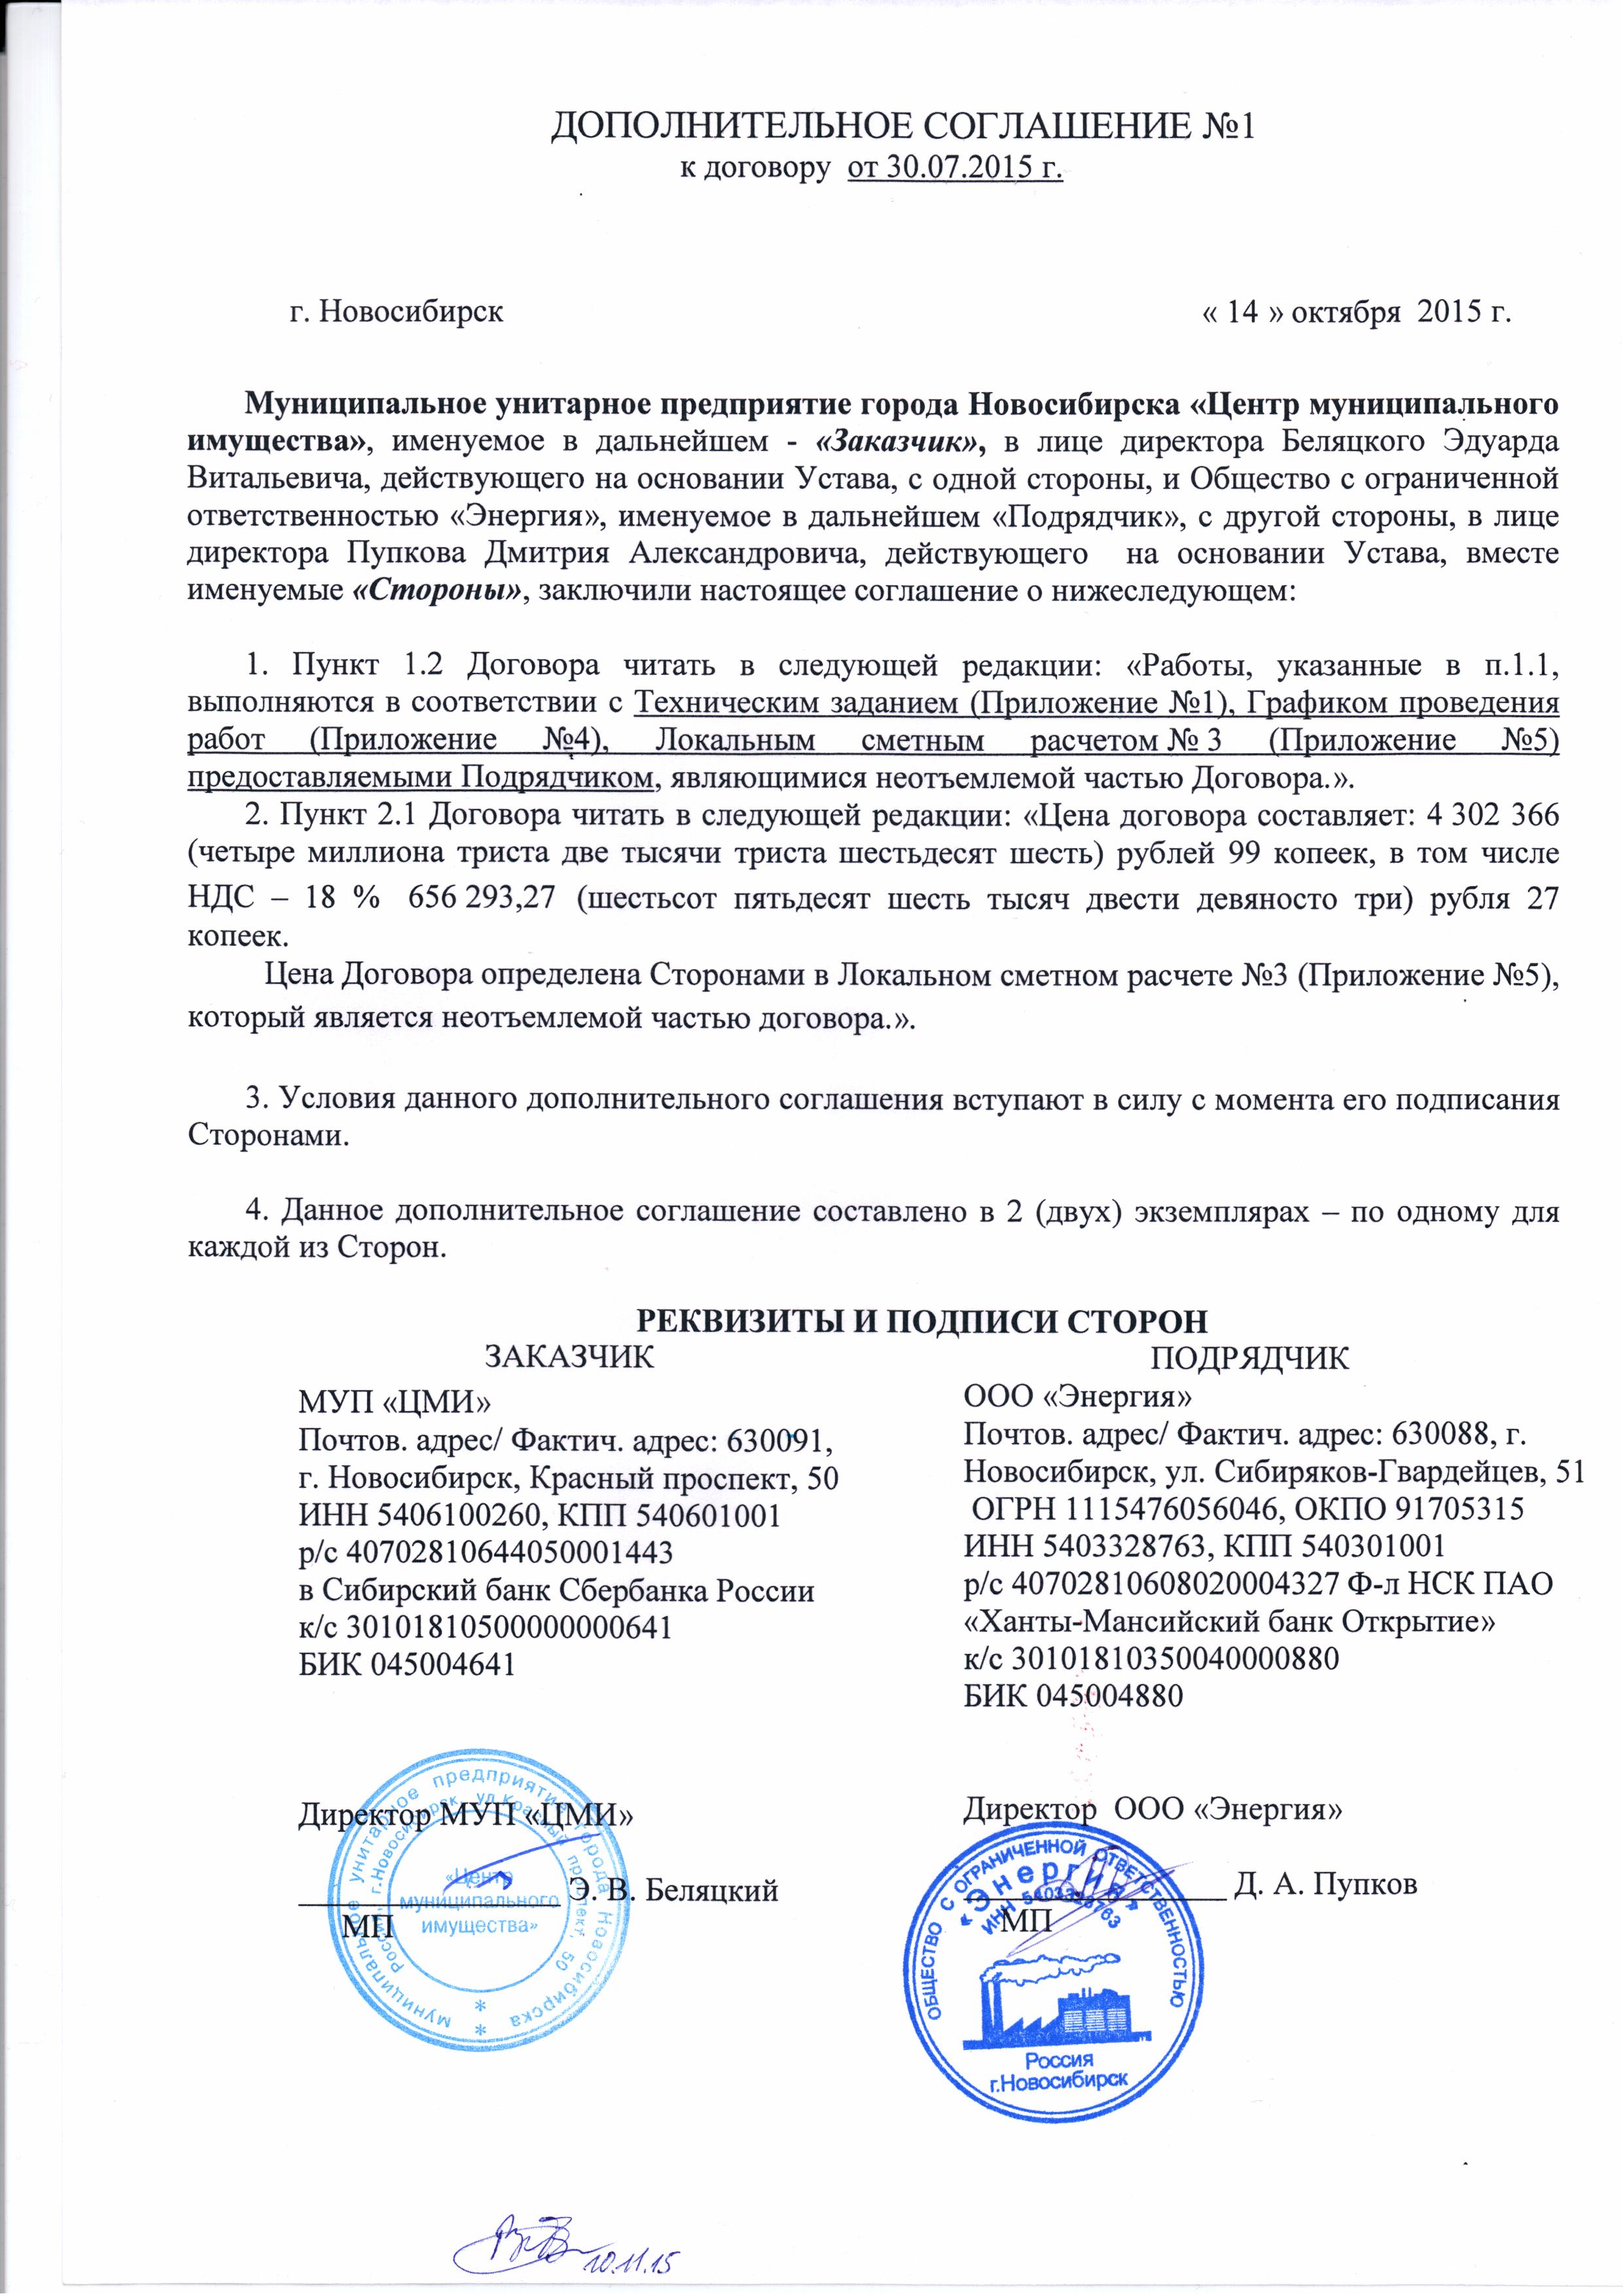 ДОПОЛНИТЕЛЬНОЕ СОГЛАШЕНИЕ №1
к договору от 30.07.2015 г.
г. Новосибирск « 14 » октября 2015 г.
Муниципальное унитарное предприятие города Новосибирска «Центр муниципального
имущества», именуемое в дальнейшем - «Заказчик», в лице директора Беляцкого Эдуарда
Витальевича, действующего на основании Устава, с одной стороны, и Общество с ограниченной
ответственностью «Энергия», именуемое в дальнейшем «Подрядчик», с другой стороны, в лице
директора Пупкова Дмитрия Александровича, действующего на основании Устава, вместе
именуемые «Стороны», заключили настоящее соглашение о нижеследующем:
1. Пункт 1.2 Договора читать в следующей редакции: «Работы, указанные в п.1.1,
выполняются в соответствии с Техническим заданием (Приложение №1), Графиком проведения
работ (Приложение №4), Локальным сметным расчетом № 3 (Приложение №5)
предоставляемыми Подрядчиком, являющимися неотъемлемой частью Договора.».
2. Пункт 2.1 Договора читать в следующей редакции: «Цена договора составляет: 4 302 366
(четыре миллиона триста две тысячи триста шестьдесят шесть) рублей 99 копеек, в том числе
НДС – 18 % 656 293,27 (шестьсот пятьдесят шесть тысяч двести девяносто три) рубля 27
копеек.
Цена Договора определена Сторонами в Локальном сметном расчете №3 (Приложение №5),
который является неотъемлемой частью договора.».
3. Условия данного дополнительного соглашения вступают в силу с момента его подписания
Сторонами.
4. Данное дополнительное соглашение составлено в 2 (двух) экземплярах – по одному для
каждой из Сторон.
РЕКВИЗИТЫ И ПОДПИСИ СТОРОН
ЗАКАЗЧИК
МУП «ЦМИ»
Почтов. адрес/ Фактич. адрес: 630091,
г. Новосибирск, Красный проспект, 50
ИНН 5406100260, КПП 540601001
р/с 40702810644050001443
в Сибирский банк Сбербанка России
к/с 30101810500000000641
БИК 045004641
Директор МУП «ЦМИ»
Э. В. Беляцкий
МП
муниципальное унитарное предприятие города Новосибирска
Россия, г.Новосибирск, ул.Красный проспект, 50
«Центр
муниципального
имущества»
ПОДРЯДЧИК
ООО «Энергия»
Почтов. адрес/ Фактич. адрес: 630088, г.
Новосибирск, ул. Сибиряков-Гвардейцев, 51
ОГРН 1115476056046, ОКПО 91705315
ИНН 5403328763, КПП 540301001
р/с 40702810608020004327 Ф-л НСК ПАО
«Ханты-Мансийский банк Открытие»
к/с 30101810350040000880
БИК 045004880
Директор ООО «Энергия»
Д. А. Пупков
МП
ОБЩЕСТВО С ОГРАНИЧЕННОЙ ОТВЕТСТВЕННОСТЬЮ
«Энергия»
ИНН 5403328763
Россия
г.Новосибирск
10.11.15